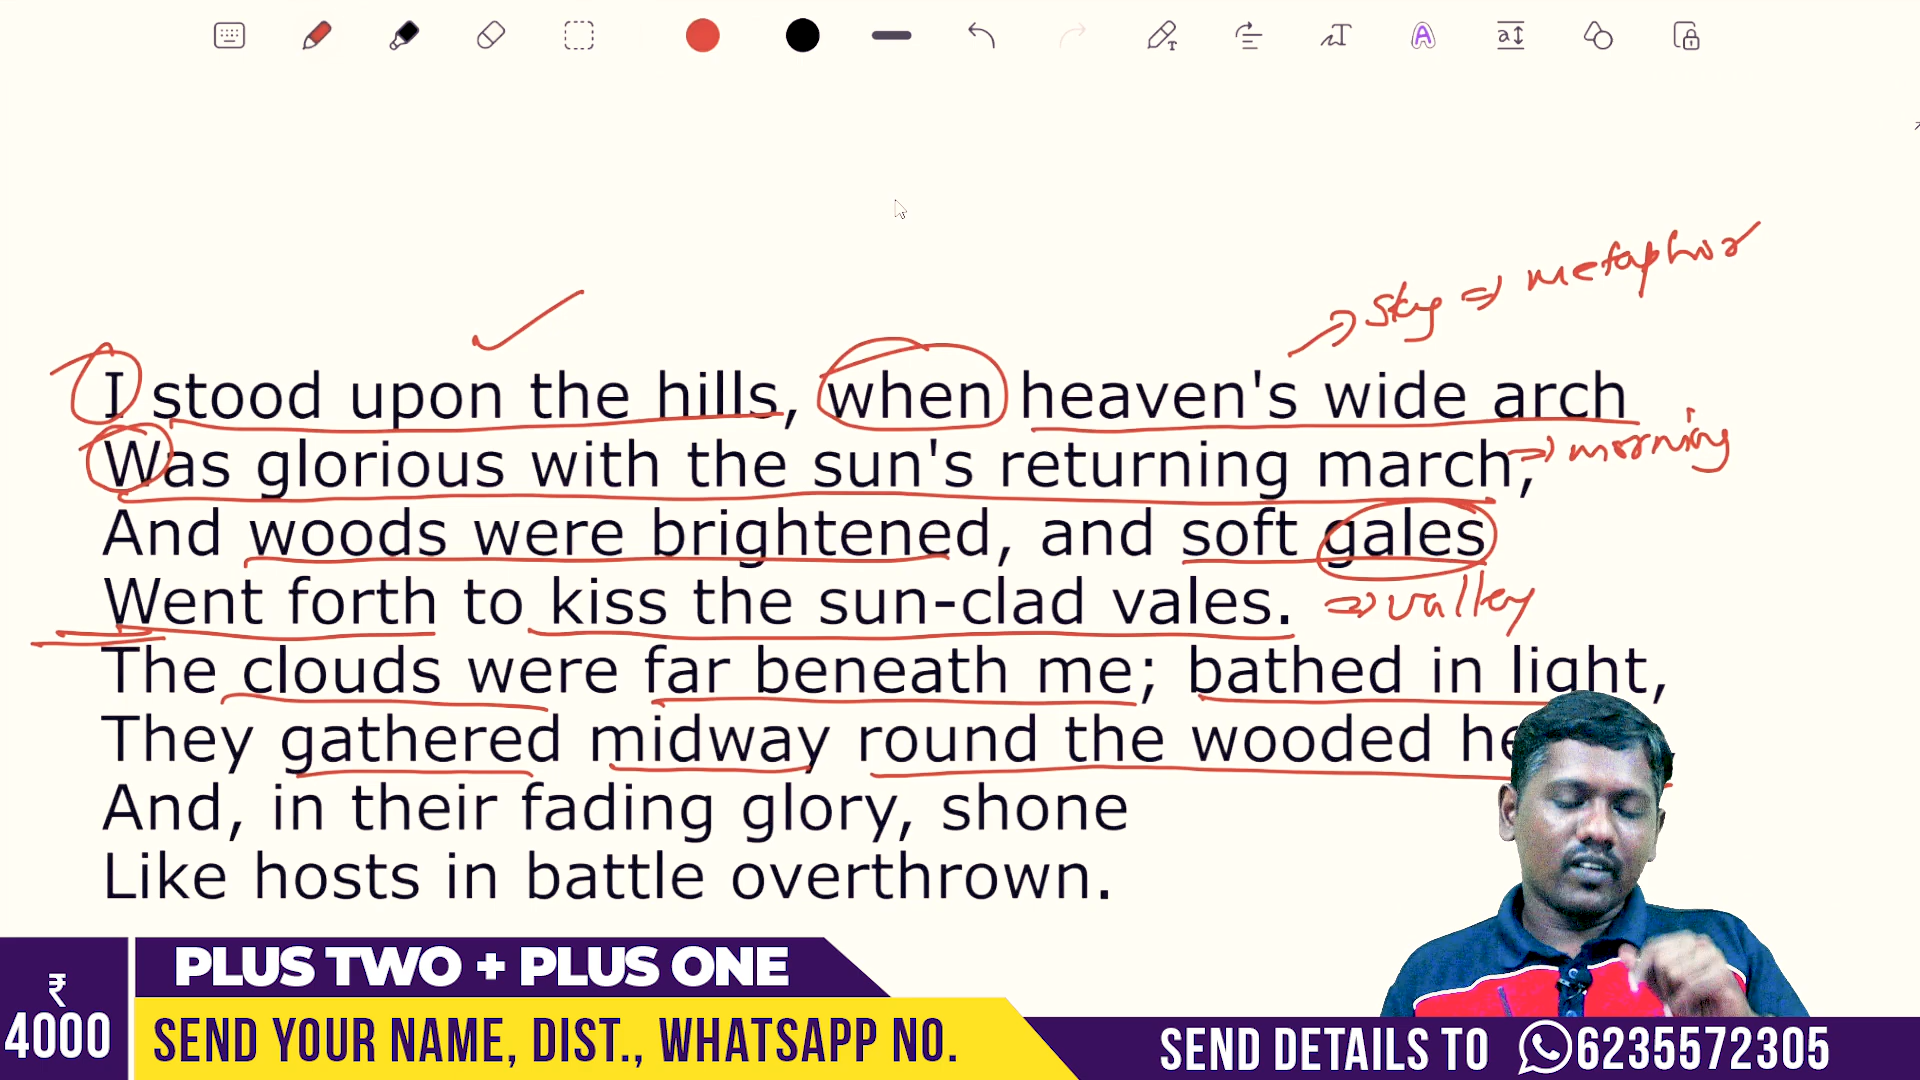 sky ⇒ metaphor
I stood upon the hills, when heaven's wide arch
Was glorious with the sun's returning march,
⇒ morning
And woods were brightened, and soft gales
Went forth to kiss the sun-clad vales.
⇒ valley
The clouds were far beneath me; bathed in light,
They gathered midway round the wooded he
And, in their fading glory, shone
Like hosts in battle overthrown.
₹
4000
PLUS TWO + PLUS ONE
SEND YOUR NAME, DIST., WHATSAPP NO.
SEND DETAILS TO 6235572305